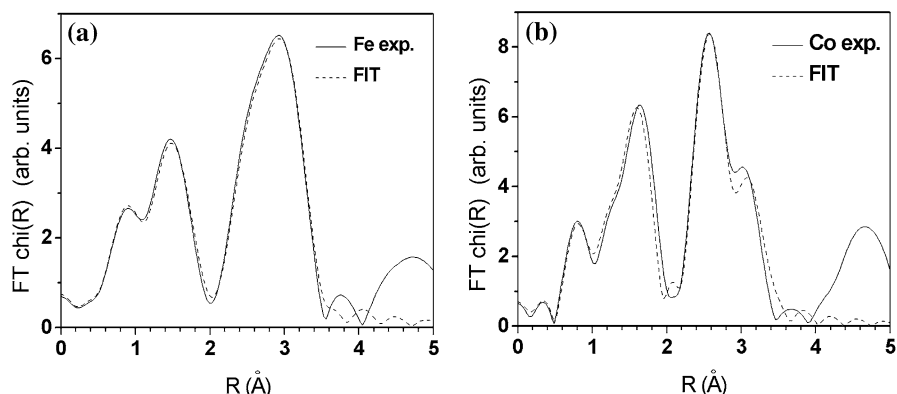 (a)
Fe exp.
FIT
FT chi(R) (arb. units)
6
4
2
0
0 1 2 3 4 5
R (Å)
(b)
Co exp.
FIT
FT chi(R) (arb. units)
8
6
4
2
0
0 1 2 3 4 5
R (Å)